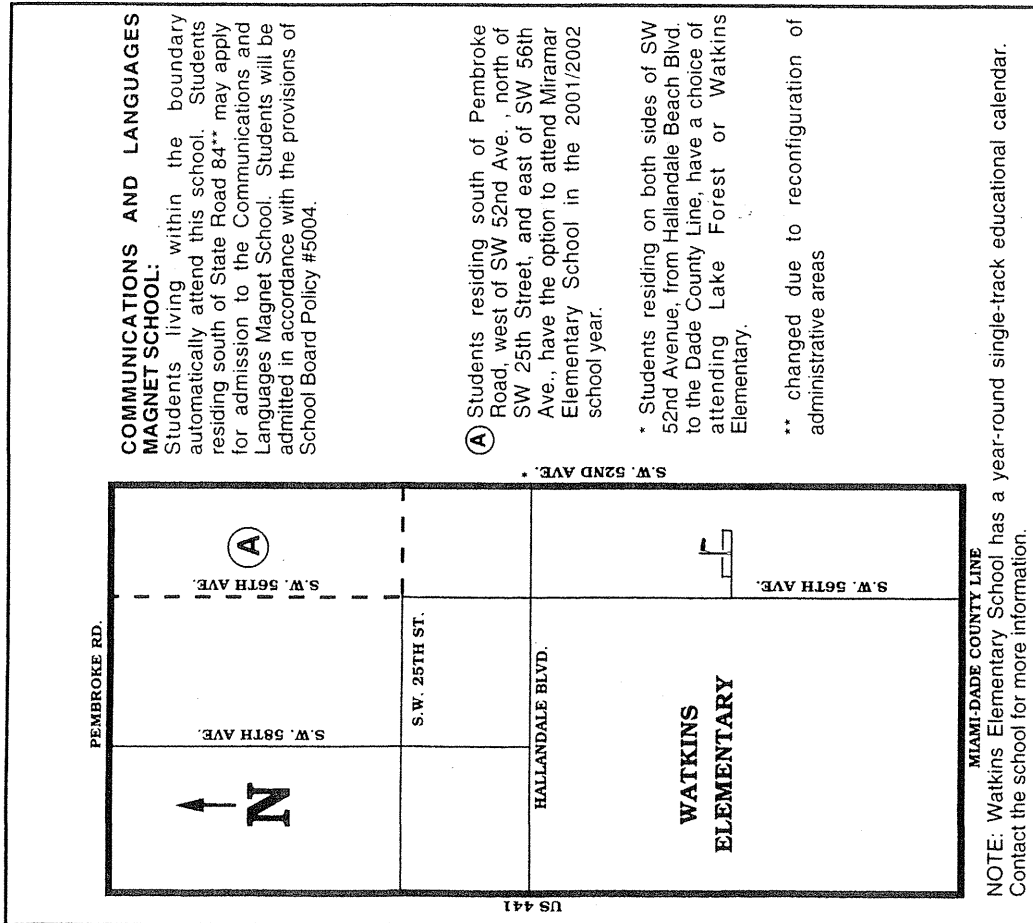 COMMUNICATIONS AND LANGUAGES
MAGNET SCHOOL:
Students living within the boundary
automatically attend this school. Students
residing south of State Road 84** may apply
for admission to the Communications and
Languages Magnet School. Students will be
admitted in accordance with the provisions of
School Board Policy #5004.
A Students residing south of Pembroke
Road, west of SW 52nd Ave. , north of
SW 25th Street, and east of SW 56th
Ave., have the option to attend Miramar
Elementary School in the 2001/2002
school year.
* Students residing on both sides of SW
52nd Avenue, from Hallandale Beach Blvd.
to the Dade County Line, have a choice of
attending Lake Forest or Watkins
Elementary.
** changed due to reconfiguration of
administrative areas
PEMBROKE RD.
N
S.W. 58TH AVE.
S.W. 56TH AVE.
A
S.W. 25TH ST.
HALLANDALE BLVD.
S.W. 52ND AVE. *
US 441
WATKINS
ELEMENTARY
S.W. 56TH AVE.
MIAMI-DADE COUNTY LINE
NOTE: Watkins Elementary School has a year-round single-track educational calendar.
Contact the school for more information.